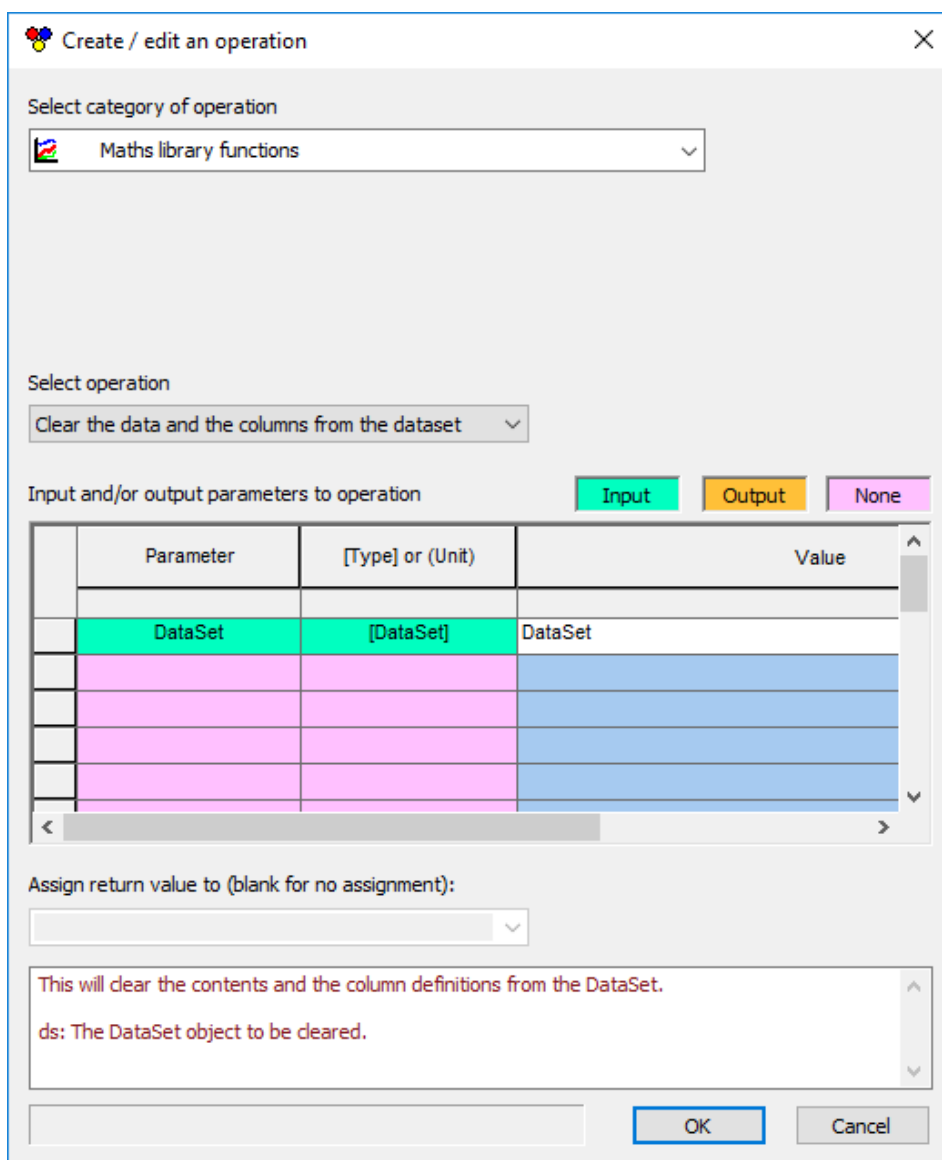 Create / edit an operation
Select category of operation
Maths library functions
Select operation
Clear the data and the columns from the dataset
Input and/or output parameters to operation Input Output None
Parameter [Type] or (Unit) Value
DataSet [DataSet] DataSet
Assign return value to (blank for no assignment):
This will clear the contents and the column definitions from the DataSet.
ds: The DataSet object to be cleared.
OK Cancel